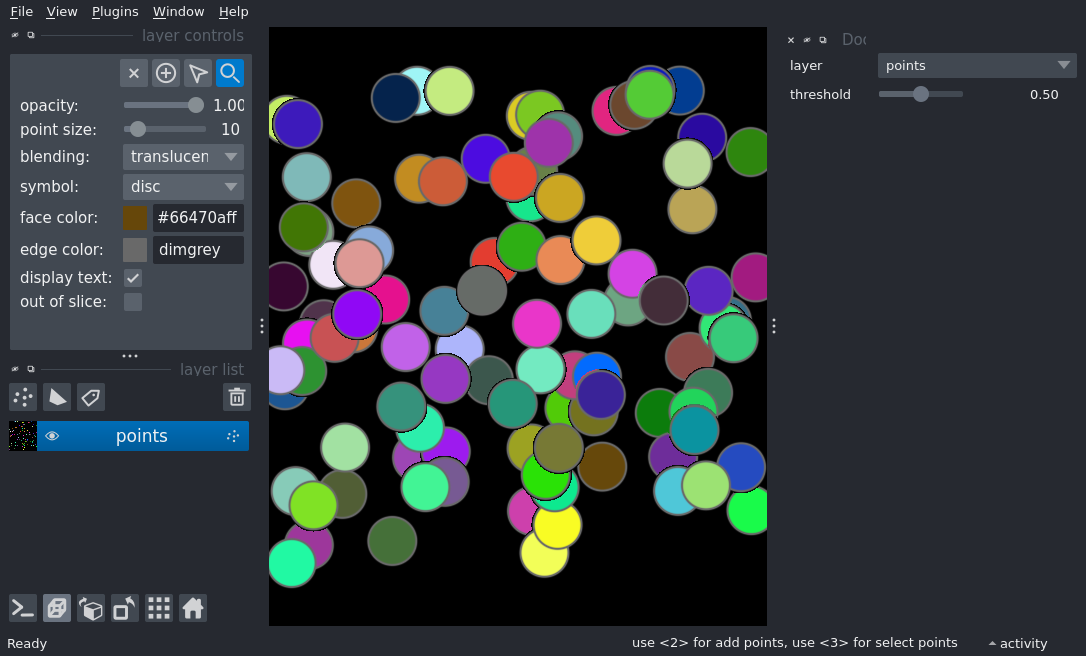 File View Plugins Window Help
layer controls
opacity: 1.00
point size: 10
blending: translucen
symbol: disc
face color: #66470aff
edge color: dimgrey
display text:
out of slice:
layer list
points
Doc
layer points
threshold 0.50
Ready
use <2> for add points, use <3> for select points
activity